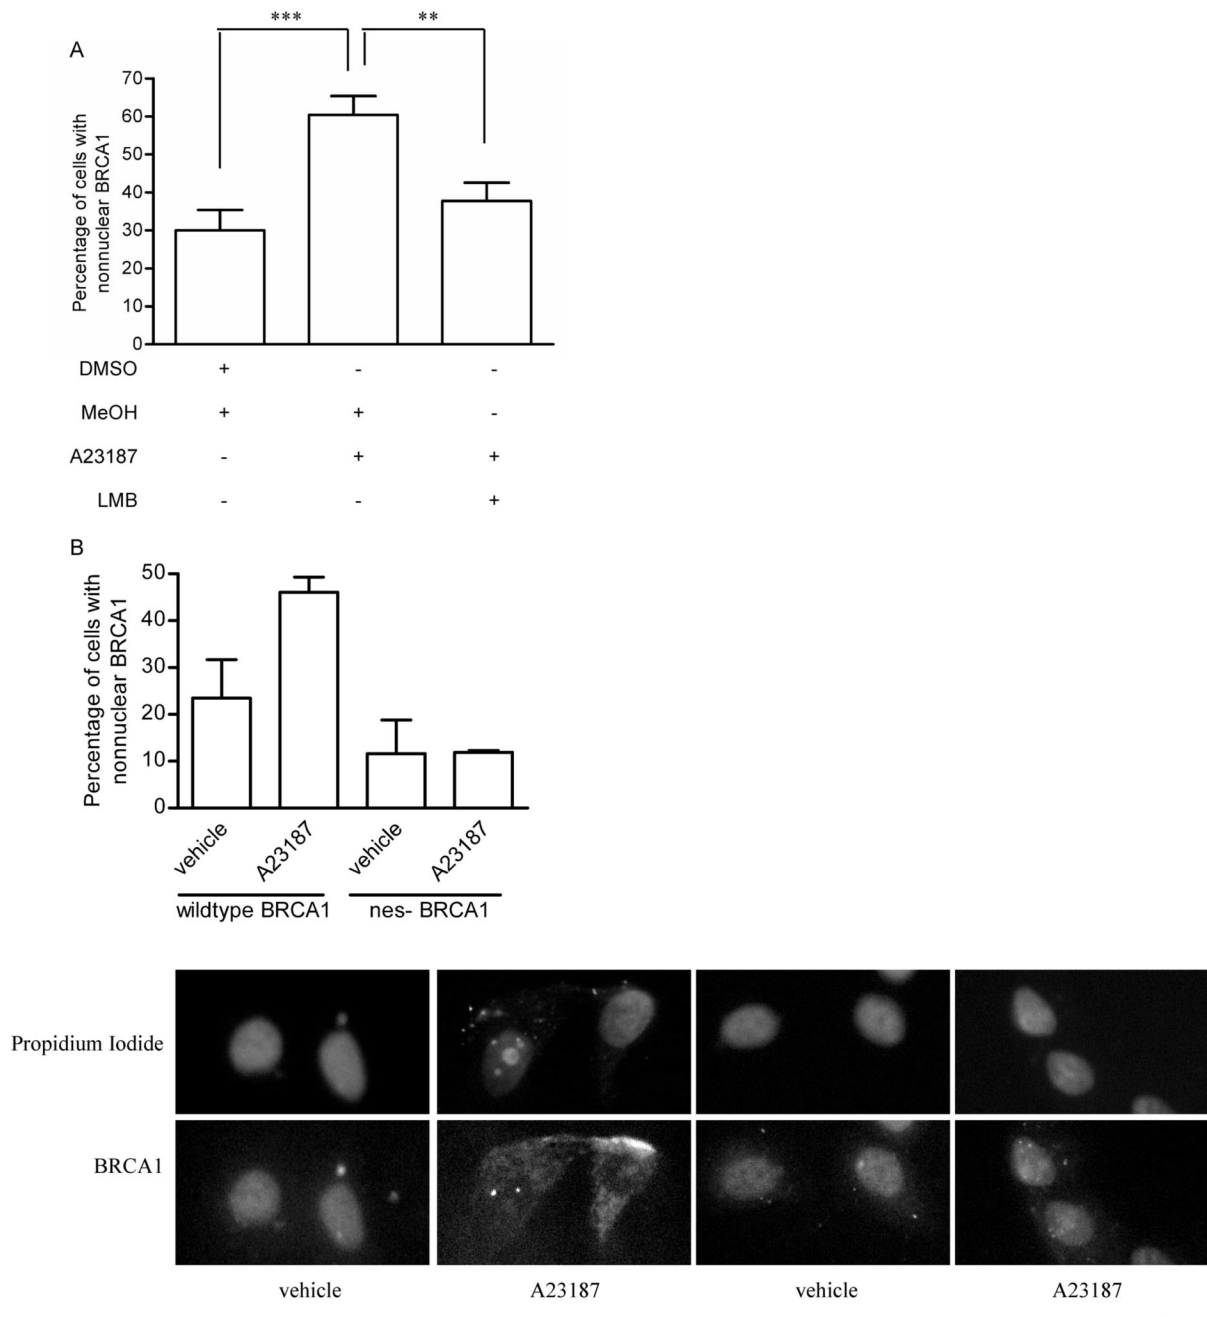 *** **
A
70
60
50
40
30
20
10
0
Percentage of cells with
nonnuclear BRCA1
DMSO + - -
MeOH + + -
A23187 - + +
LMB - - +
B
50
40
30
20
10
0
Percentage of cells with
nonnuclear BRCA1
vehicle A23187 vehicle A23187
wildtype BRCA1 nes- BRCA1
Propidium Iodide
BRCA1
vehicle A23187 vehicle A23187